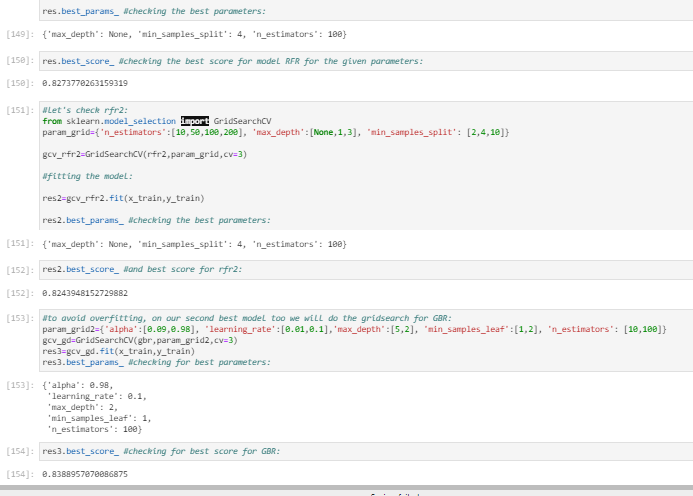 res.best_params_ #checking the best parameters:
[149]: {'max_depth': None, 'min_samples_split': 4, 'n_estimators': 100}
[150]: res.best_score_ #checking the best score for model RFR for the given parameters:
[150]: 0.8273770263159319
[151]: #Let's check rfr2:
from sklearn.model_selection import GridSearchCV
param_grid={'n_estimators':[10,50,100,200], 'max_depth':[None,1,3], 'min_samples_split': [2,4,10]}
gcv_rfr2=GridSearchCV(rfr2,param_grid,cv=3)
#fitting the model:
res2=gcv_rfr2.fit(x_train,y_train)
res2.best_params_ #checking the best parameters:
[151]: {'max_depth': None, 'min_samples_split': 4, 'n_estimators': 100}
[152]: res2.best_score_ #and best score for rfr2:
[152]: 0.8243948152729882
[153]: #to avoid overfitting, on our second best model too we will do the gridsearch for GBR:
param_grid2={'alpha':[0.09,0.98], 'learning_rate':[0.01,0.1],'max_depth':[5,2], 'min_samples_leaf':[1,2], 'n_estimators': [10,100]}
gcv_gd=GridSearchCV(gbr,param_grid2,cv=3)
res3=gcv_gd.fit(x_train,y_train)
res3.best_params_ #checking for best parameters:
[153]: {'alpha': 0.98,
'learning_rate': 0.1,
'max_depth': 2,
'min_samples_leaf': 1,
'n_estimators': 100}
[154]: res3.best_score_ #checking for best score for GBR:
[154]: 0.8388957070086875